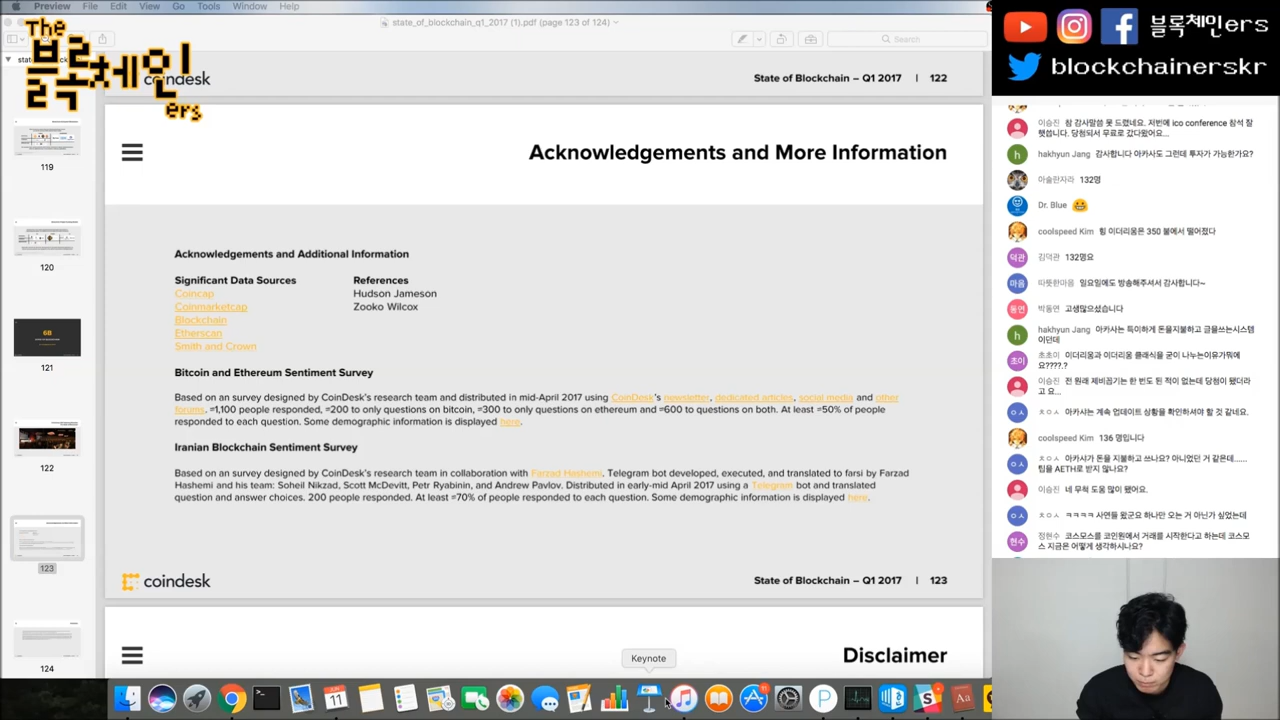 Preview File Edit View Go Tools Window Help
state_of_blockchain_q1_2017 (1).pdf (page 123 of 124)
Search
The
블록체인!
ers
coindesk
State of Blockchain – Q1 2017 | 122
119
120
121
122
123
124
Acknowledgements and More Information
Acknowledgements and Additional Information
Significant Data Sources
Coincap
Coinmarketcap
Blockchain
Etherscan
Smith and Crown
References
Hudson Jameson
Zooko Wilcox
Bitcoin and Ethereum Sentiment Survey
Based on an survey designed by CoinDesk's research team and distributed in mid-April 2017 using CoinDesk's newsletter, dedicated articles, social media and other
forums. ≈1,100 people responded, ≈200 to only questions on bitcoin, ≈300 to only questions on ethereum and ≈600 to questions on both. At least ≈50% of people
responded to each question. Some demographic information is displayed here.
Iranian Blockchain Sentiment Survey
Based on an survey designed by CoinDesk's research team in collaboration with Farzad Hashemi, Telegram bot developed, executed, and translated to farsi by Farzad
Hashemi and his team: Soheil Nikzad, Scott McDevitt, Petr Ryabinin, and Andrew Pavlov. Distributed in early-mid April 2017 using a Telegram bot and translated
question and answer choices. 200 people responded. At least ≈70% of people responded to each question. Some demographic information is displayed here.
coindesk
State of Blockchain – Q1 2017 | 123
Disclaimer
Keynote
블록체인ers
blockchainerskr
이승진 참 감사말씀 못 드렸네요. 저번에 ico conference 참석 잘
했씁니다. 당첨되서 무료로 갔다왔어요...
hakhyun Jang 감사합니다 아카사도 그런데 투자가 가능한가요?
아슬란자라 132명
Dr. Blue
coolspeed Kim 힝 이더리움은 350 불에서 떨어졌다
김덕관 132명요
따뜻한마음 일요일에도 방송해주셔서 감사합니다~
박동연 고생많으셨습니다
hakhyun Jang 아카사는 득이하게 돈을지불하고 글을쓰는시스템
이던데
초초이 이더리움과 이더리움 클래식을 굳이 나누는이유가뭐에
요????.?
이승진 전 원래 제비뽑기는 한 번도 된 적이 없는데 당첨이 됐더라
고 요...
ㅊㅇㅅ 아카사는 계속 업데이트 상황을 확인하셔야 할 것 같네요.
coolspeed Kim 136 명입니다
ㅊㅇㅅ 아카샤가 돈을 지불하고 쓰나요? 아니었던 거 같은데......
팁을 AETH로 받지 않나요?
이승진 네 무척 도움 많이 됐어요.
ㅊㅇㅅ ㅋㅋㅋㅋ 사연들 왔군요 하나만 오는 거 아닌가 싶었는데
정현수 코스모스를 코인원에서 거래를 시작한다고 하는데 코스모
스 지금은 어떻게 생각하시나요?